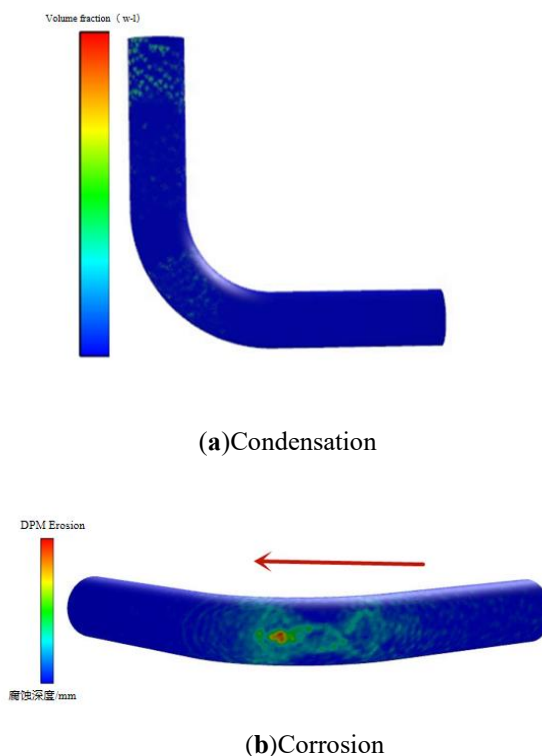 Volume fraction（w-l）
(a)Condensation
DPM Erosion
腐蚀深度/mm
(b)Corrosion